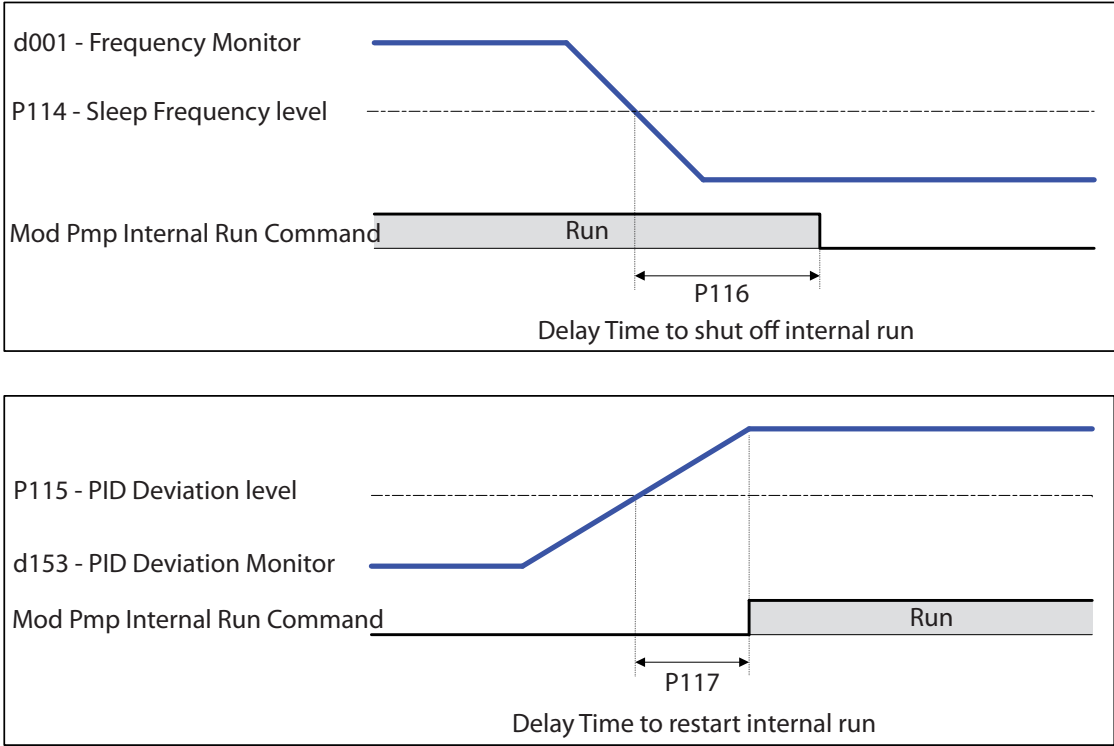 d001 - Frequency Monitor
P114 - Sleep Frequency level
Mod Pmp Internal Run Command
Run
P116
Delay Time to shut off internal run
P115 - PID Deviation level
d153 - PID Deviation Monitor
Mod Pmp Internal Run Command
Run
P117
Delay Time to restart internal run